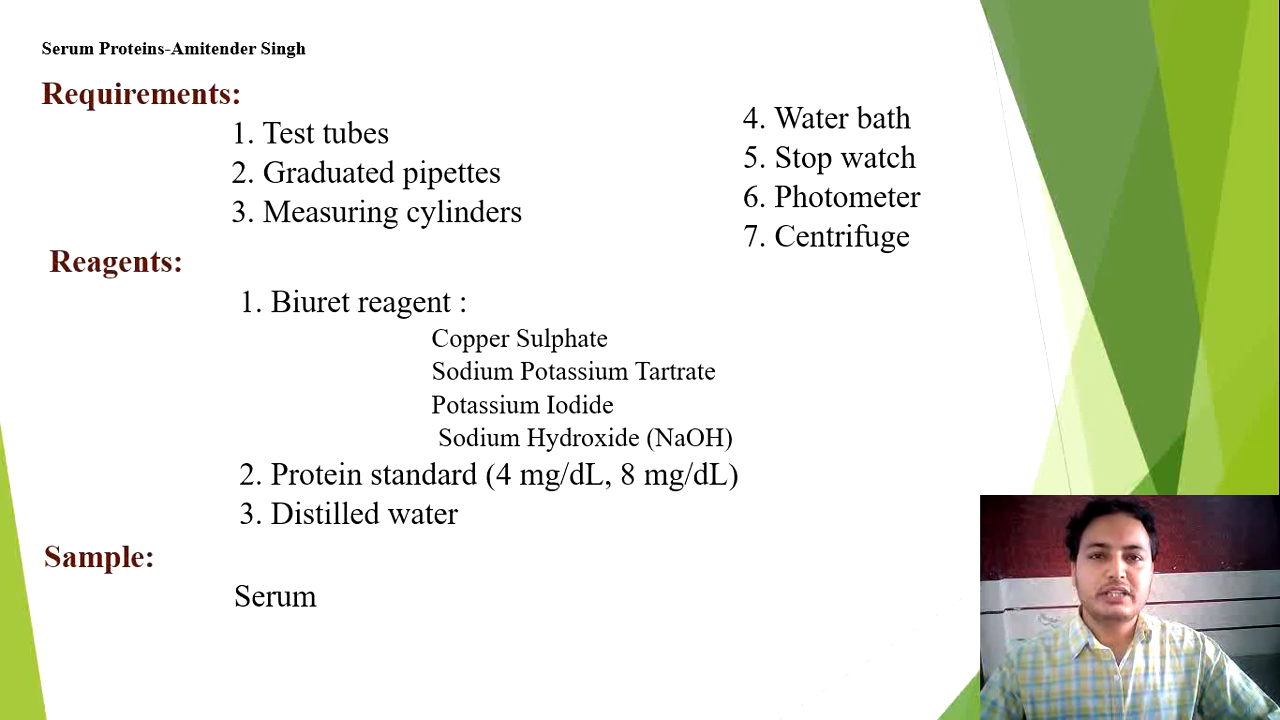 Serum Proteins-Amitender Singh
Requirements:
1. Test tubes
2. Graduated pipettes
3. Measuring cylinders
4. Water bath
5. Stop watch
6. Photometer
7. Centrifuge
Reagents:
1. Biuret reagent :
Copper Sulphate
Sodium Potassium Tartrate
Potassium Iodide
Sodium Hydroxide (NaOH)
2. Protein standard (4 mg/dL, 8 mg/dL)
3. Distilled water
Sample:
Serum